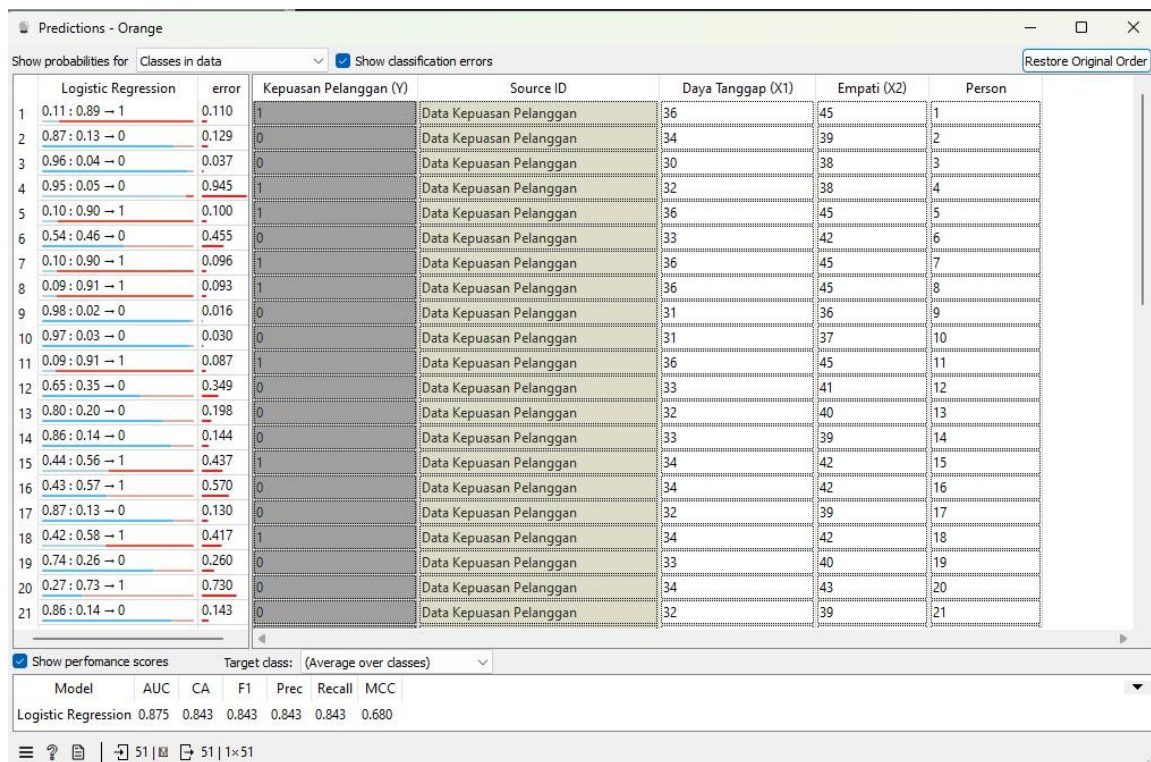 Predictions - Orange
Show probabilities for Classes in data Show classification errors Restore Original Order
Logistic Regression error Kepuasan Pelanggan (Y) Source ID Daya Tanggap (X1) Empati (X2) Person
1 0.11 : 0.89 → 1 0.110 1 Data Kepuasan Pelanggan 36 45 1
2 0.87 : 0.13 → 0 0.129 0 Data Kepuasan Pelanggan 34 39 2
3 0.96 : 0.04 → 0 0.037 0 Data Kepuasan Pelanggan 30 38 3
4 0.95 : 0.05 → 0 0.945 1 Data Kepuasan Pelanggan 32 38 4
5 0.10 : 0.90 → 1 0.100 1 Data Kepuasan Pelanggan 36 45 5
6 0.54 : 0.46 → 0 0.455 0 Data Kepuasan Pelanggan 33 42 6
7 0.10 : 0.90 → 1 0.096 1 Data Kepuasan Pelanggan 36 45 7
8 0.09 : 0.91 → 1 0.093 1 Data Kepuasan Pelanggan 36 45 8
9 0.98 : 0.02 → 0 0.016 0 Data Kepuasan Pelanggan 31 36 9
10 0.97 : 0.03 → 0 0.030 0 Data Kepuasan Pelanggan 31 37 10
11 0.09 : 0.91 → 1 0.087 1 Data Kepuasan Pelanggan 36 45 11
12 0.65 : 0.35 → 0 0.349 0 Data Kepuasan Pelanggan 33 41 12
13 0.80 : 0.20 → 0 0.198 0 Data Kepuasan Pelanggan 32 40 13
14 0.86 : 0.14 → 0 0.144 0 Data Kepuasan Pelanggan 33 39 14
15 0.44 : 0.56 → 1 0.437 1 Data Kepuasan Pelanggan 34 42 15
16 0.43 : 0.57 → 1 0.570 0 Data Kepuasan Pelanggan 34 42 16
17 0.87 : 0.13 → 0 0.130 0 Data Kepuasan Pelanggan 32 39 17
18 0.42 : 0.58 → 1 0.417 1 Data Kepuasan Pelanggan 34 42 18
19 0.74 : 0.26 → 0 0.260 0 Data Kepuasan Pelanggan 33 40 19
20 0.27 : 0.73 → 1 0.730 0 Data Kepuasan Pelanggan 34 43 20
21 0.86 : 0.14 → 0 0.143 0 Data Kepuasan Pelanggan 32 39 21
Show perfomance scores Target class: (Average over classes)
Model AUC CA F1 Prec Recall MCC
Logistic Regression 0.875 0.843 0.843 0.843 0.843 0.680
51 | 51 | 1×51